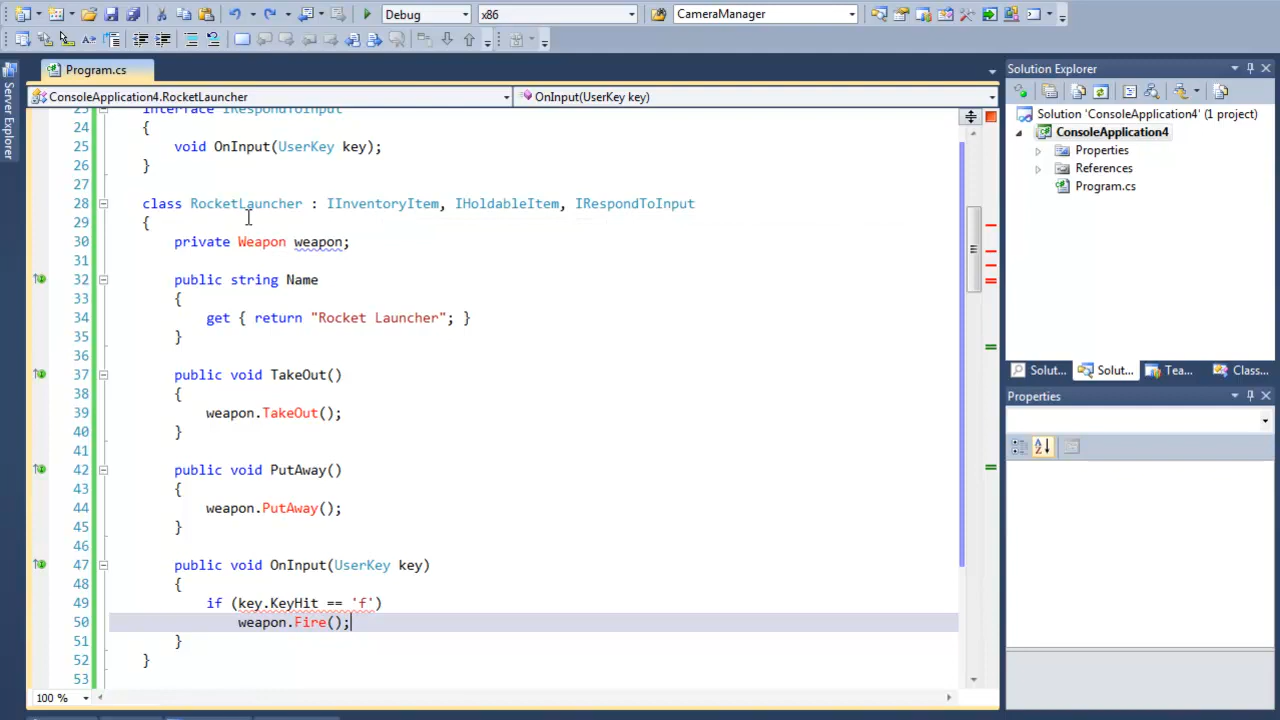 Debug
x86
CameraManager
Program.cs
Solution Explorer
ConsoleApplication4.RocketLauncher
OnInput(UserKey key)
Server Explorer
23 interface IRespondToInput
24 {
25 void OnInput(UserKey key);
26 }
27
28 class RocketLauncher : IInventoryItem, IHoldableItem, IRespondToInput
29 {
30 private Weapon weapon;
31
32 public string Name
33 {
34 get { return "Rocket Launcher"; }
35 }
36
37 public void TakeOut()
38 {
39 weapon.TakeOut();
40 }
41
42 public void PutAway()
43 {
44 weapon.PutAway();
45 }
46
47 public void OnInput(UserKey key)
48 {
49 if (key.KeyHit == 'f')
50 weapon.Fire();
51 }
52 }
53
100 %
Solution 'ConsoleApplication4' (1 project)
ConsoleApplication4
Properties
References
Program.cs
Solut... Solut... Tea... Class...
Properties